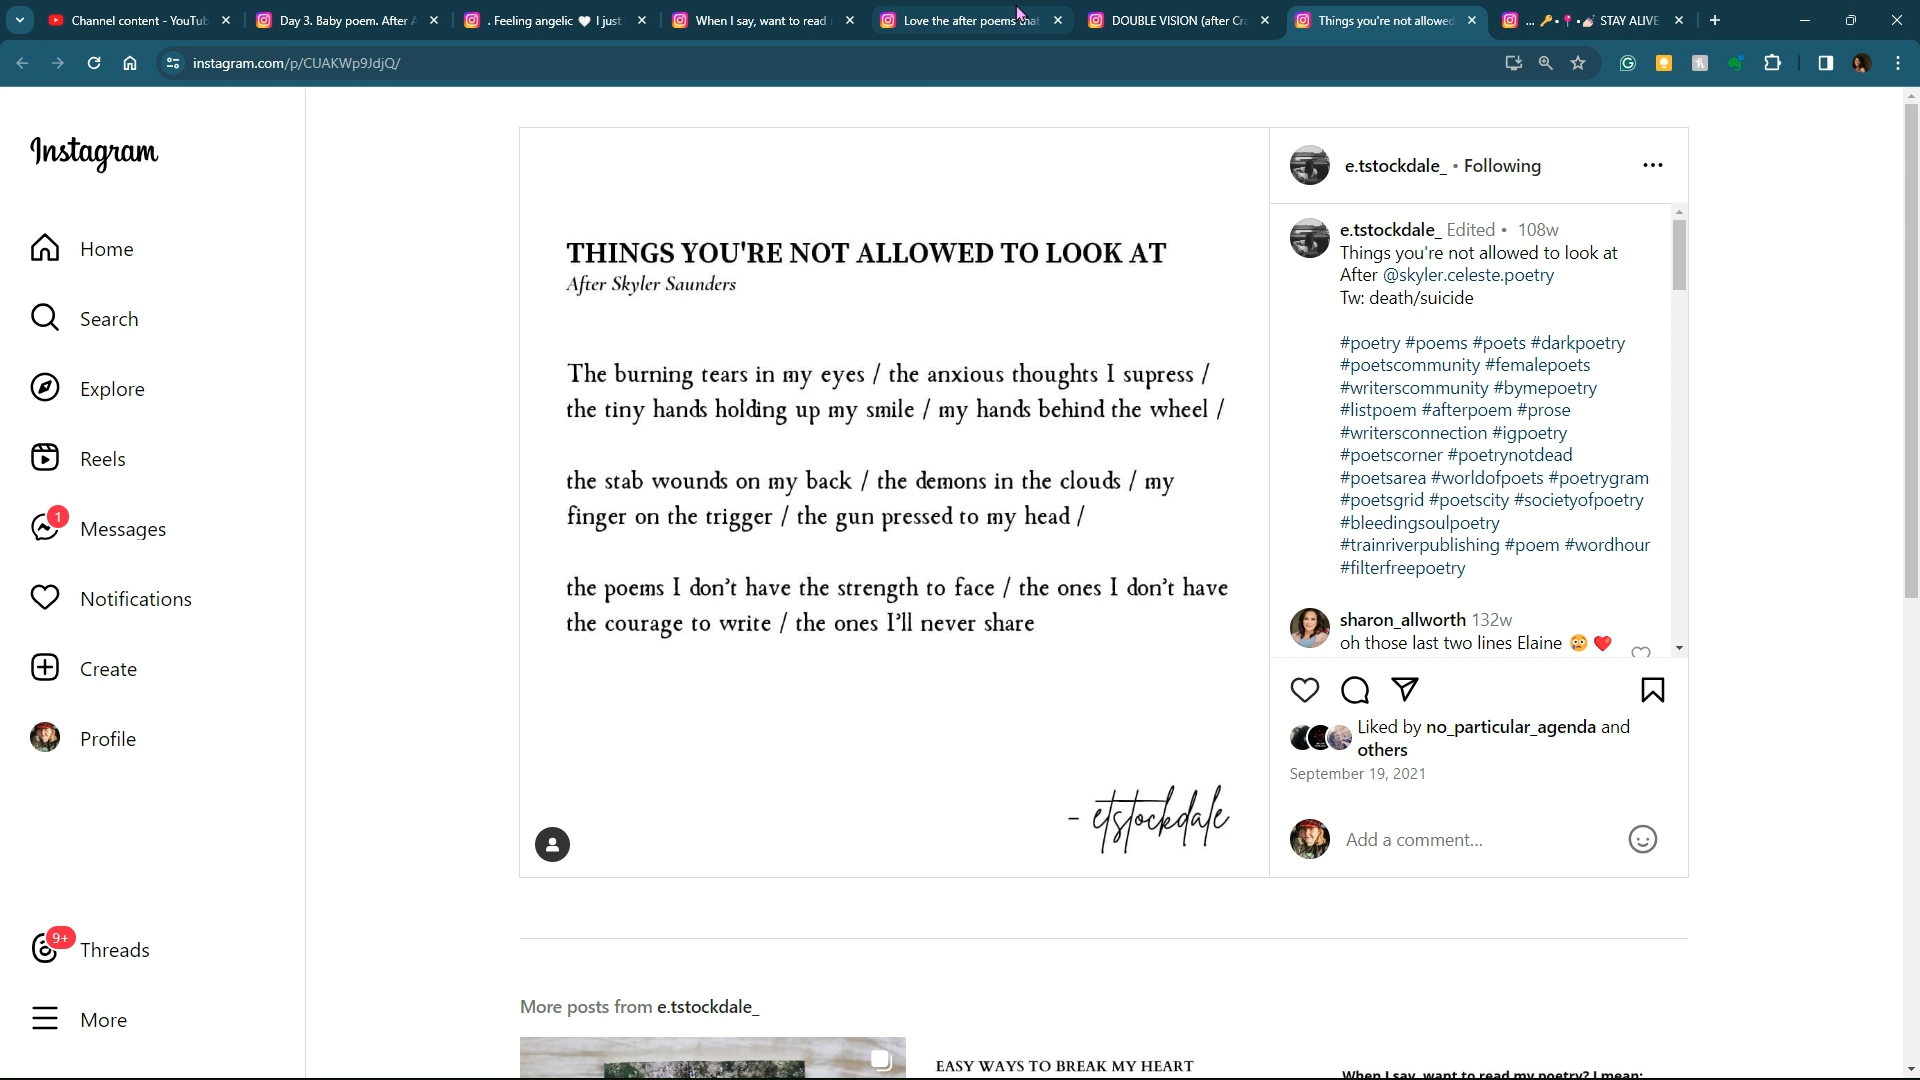 Channel content - YouTub
Day 3. Baby poem. After A
. Feeling angelic 🤍 I just
When I say, want to read
Love the after poems that
DOUBLE VISION (after Cra
Things you're not allowed
... 🔑•📍•💅🏻 STAY ALIVE
instagram.com/p/CUAKWp9JdjQ/
Instagram
Home
Search
Explore
Reels
1
Messages
Notifications
Create
Profile
9+
Threads
More
THINGS YOU'RE NOT ALLOWED TO LOOK AT
After Skyler Saunders
The burning tears in my eyes / the anxious thoughts I supress /
the tiny hands holding up my smile / my hands behind the wheel /
the stab wounds on my back / the demons in the clouds / my
finger on the trigger / the gun pressed to my head /
the poems I don't have the strength to face / the ones I don't have
the courage to write / the ones I'll never share
- etstockdale
e.tstockdale_ • Following
e.tstockdale_ Edited • 108w
Things you're not allowed to look at
After @skyler.celeste.poetry
Tw: death/suicide
#poetry #poems #poets #darkpoetry
#poetscommunity #femalepoets
#writerscommunity #bymepoetry
#listpoem #afterpoem #prose
#writersconnection #igpoetry
#poetscorner #poetrynotdead
#poetsarea #worldofpoets #poetrygram
#poetsgrid #poetscity #societyofpoetry
#bleedingsoulpoetry
#trainriverpublishing #poem #wordhour
#filterfreepoetry
sharon_allworth 132w
oh those last two lines Elaine 😢 ❤️
Liked by no_particular_agenda and
others
September 19, 2021
Add a comment...
More posts from e.tstockdale_
EASY WAYS TO BREAK MY HEART
When I say, want to read my poetry? I mean: